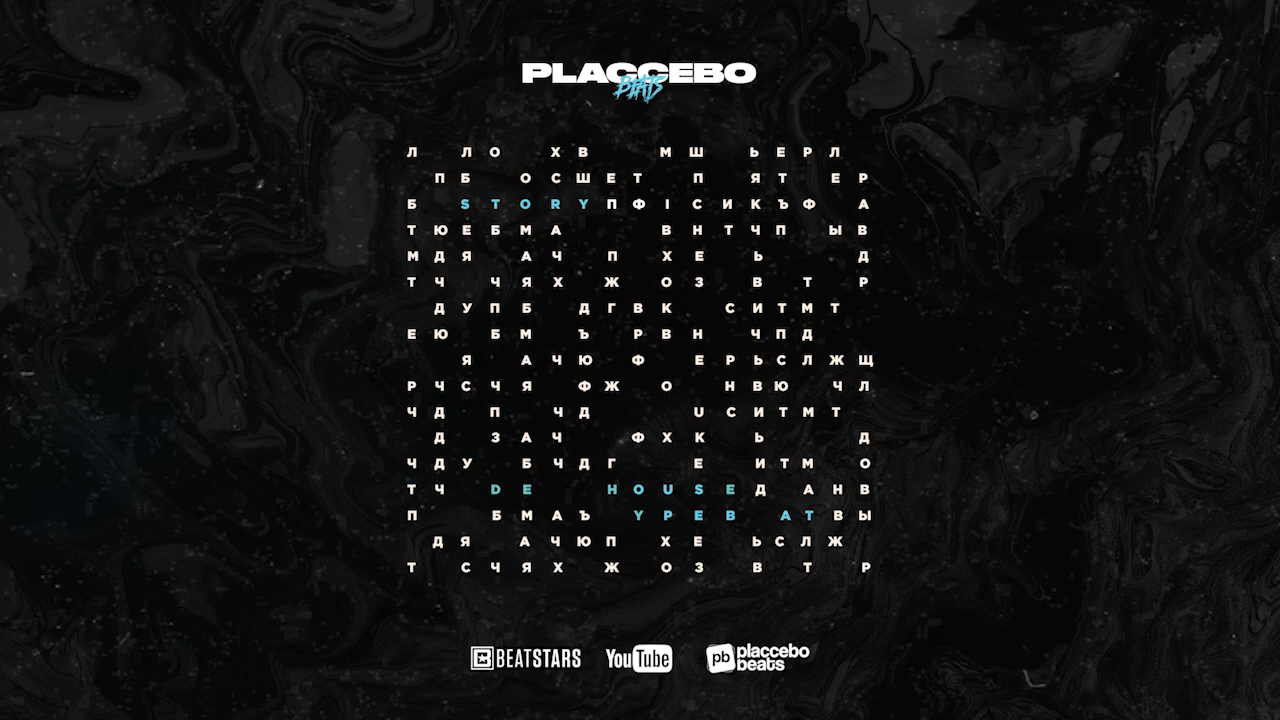 PLACCEBO
BEATS
Л Л О Х В М Ш Ь Е Р Л
П Б О С Ш Е Т П Я Т Е Р
Б S T O R Y П Ф І С И К Ъ Ф А
Т Ю Е Б М А В Н Т Ч П Ы В
М Д Я А Ч П Х Е Ь Д
Т Ч Ч Я Х Ж О З В Т Р
Д У П Б Д Г В К С И Т М Т
Е Ю Б М Ъ Р В Н Ч П Д
Я А Ч Ю Ф Е Р Ь С Л Ж Щ
Р Ч С Ч Я Ф Ж О Н В Ю Ч Л
Ч Д П Ч Д U С И Т М Т
Д З А Ч Ф Х К Ь Д
Ч Д У Б Ч Д Г Е И Т М О
Т Ч D E H O U S E Д А Н В
П Б М А Ъ Y P E B A T В Ы
Д Я А Ч Ю П Х Е Ь С Л Ж
Т С Ч Я Х Ж О З В Т Р
BEATSTARS YouTube pb placcebo beats